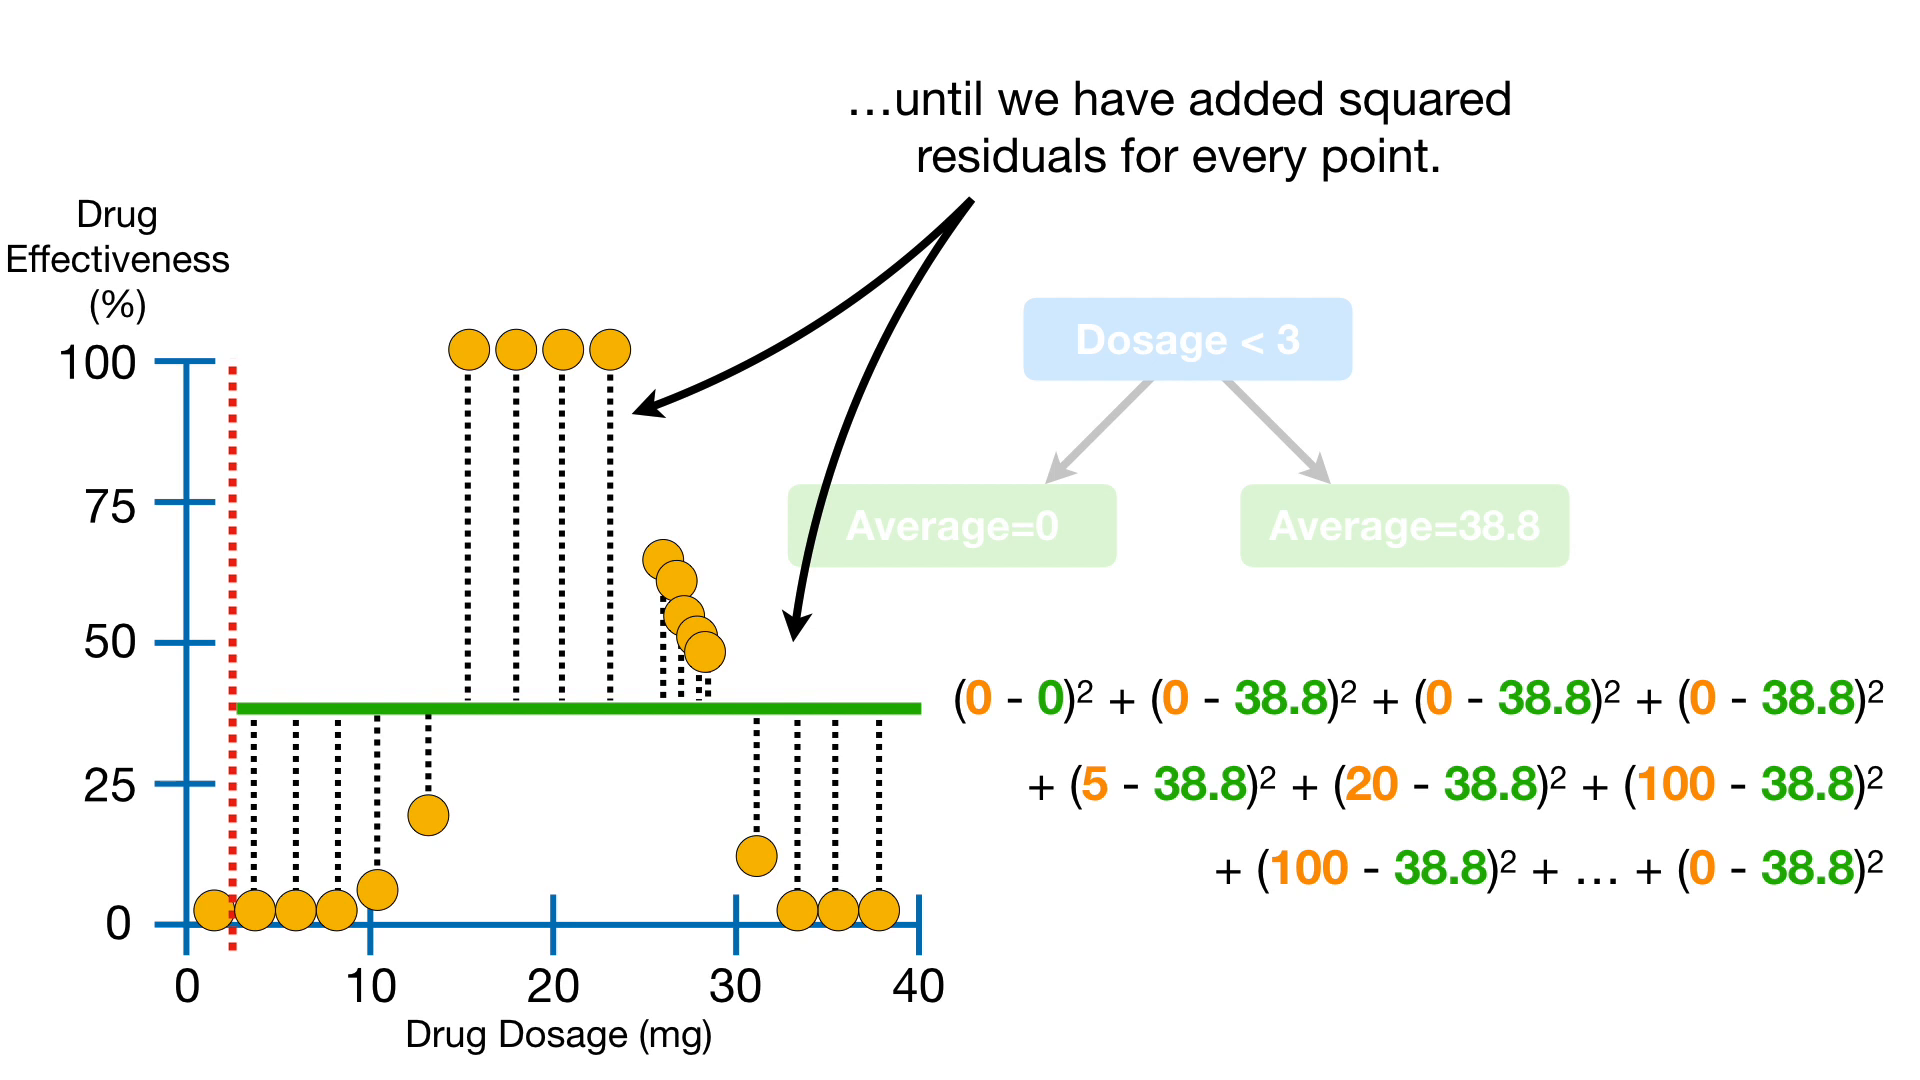 …until we have added squared
residuals for every point.
Drug
Effectiveness
(%)
100
75
50
25
0
0 10 20 30 40
Drug Dosage (mg)
Dosage < 3
Average=0
Average=38.8
(0 - 0)² + (0 - 38.8)² + (0 - 38.8)² + (0 - 38.8)²
+ (5 - 38.8)² + (20 - 38.8)² + (100 - 38.8)²
+ (100 - 38.8)² + … + (0 - 38.8)²